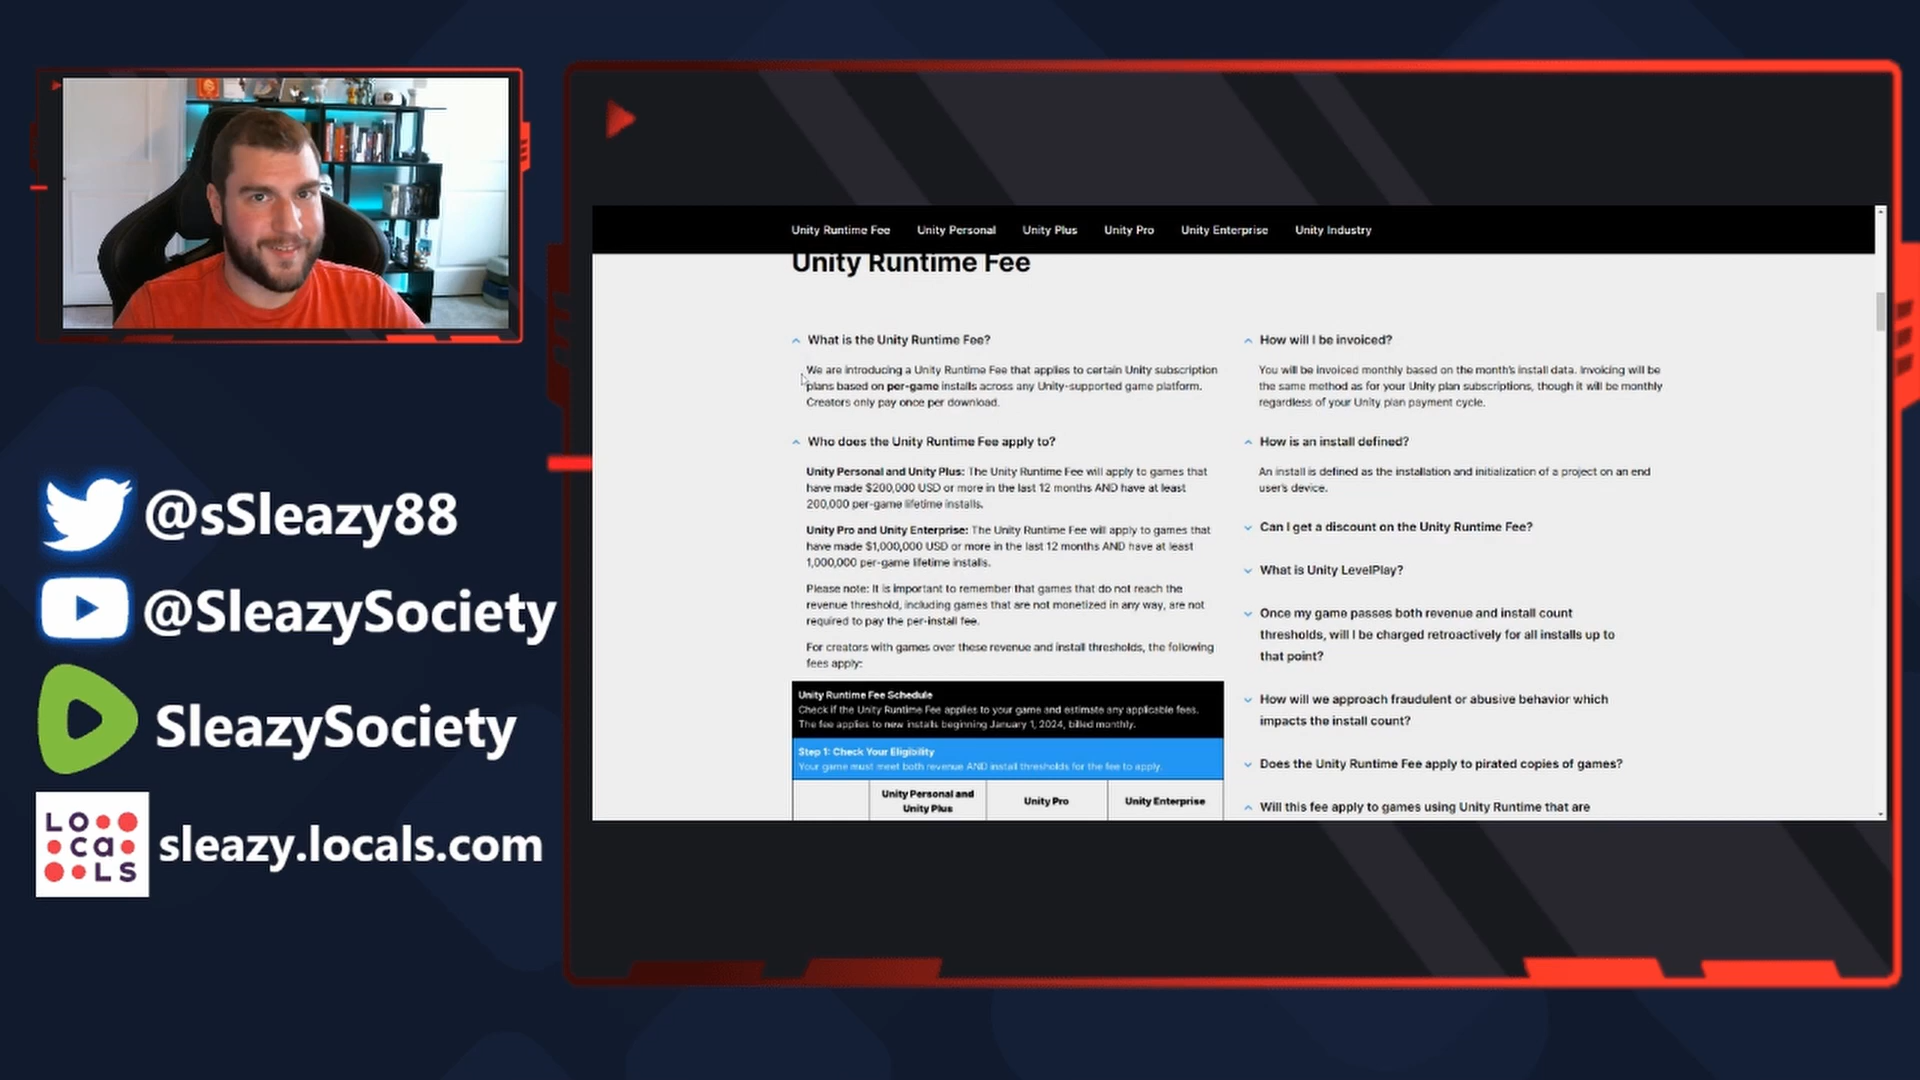 @sSleazy88
@SleazySociety
SleazySociety
LOcaLS
sleazy.locals.com
Unity Runtime Fee
Unity Personal
Unity Plus
Unity Pro
Unity Enterprise
Unity Industry
Unity Runtime Fee
What is the Unity Runtime Fee?
We are introducing a Unity Runtime Fee that applies to certain Unity subscription
plans based on per-game installs across any Unity-supported game platform.
Creators only pay once per download.
Who does the Unity Runtime Fee apply to?
Unity Personal and Unity Plus: The Unity Runtime Fee will apply to games that
have made $200,000 USD or more in the last 12 months AND have at least
200,000 per-game lifetime installs.
Unity Pro and Unity Enterprise: The Unity Runtime Fee will apply to games that
have made $1,000,000 USD or more in the last 12 months AND have at least
1,000,000 per-game lifetime installs.
Please note: It is important to remember that games that do not reach the
revenue threshold, including games that are not monetized in any way, are not
required to pay the per-install fee.
For creators with games over these revenue and install thresholds, the following
fees apply:
Unity Runtime Fee Schedule
Check if the Unity Runtime Fee applies to your game and estimate any applicable fees.
The fee applies to new installs beginning January 1, 2024, billed monthly.
Step 1: Check Your Eligibility
Your game must meet both revenue AND install thresholds for the fee to apply.
Unity Personal and
Unity Plus
Unity Pro
Unity Enterprise
How will I be invoiced?
You will be invoiced monthly based on the month's install data. Invoicing will be
the same method as for your Unity plan subscriptions, though it will be monthly
regardless of your Unity plan payment cycle.
How is an install defined?
An install is defined as the installation and initialization of a project on an end
user's device.
Can I get a discount on the Unity Runtime Fee?
What is Unity LevelPlay?
Once my game passes both revenue and install count
thresholds, will I be charged retroactively for all installs up to
that point?
How will we approach fraudulent or abusive behavior which
impacts the install count?
Does the Unity Runtime Fee apply to pirated copies of games?
Will this fee apply to games using Unity Runtime that are